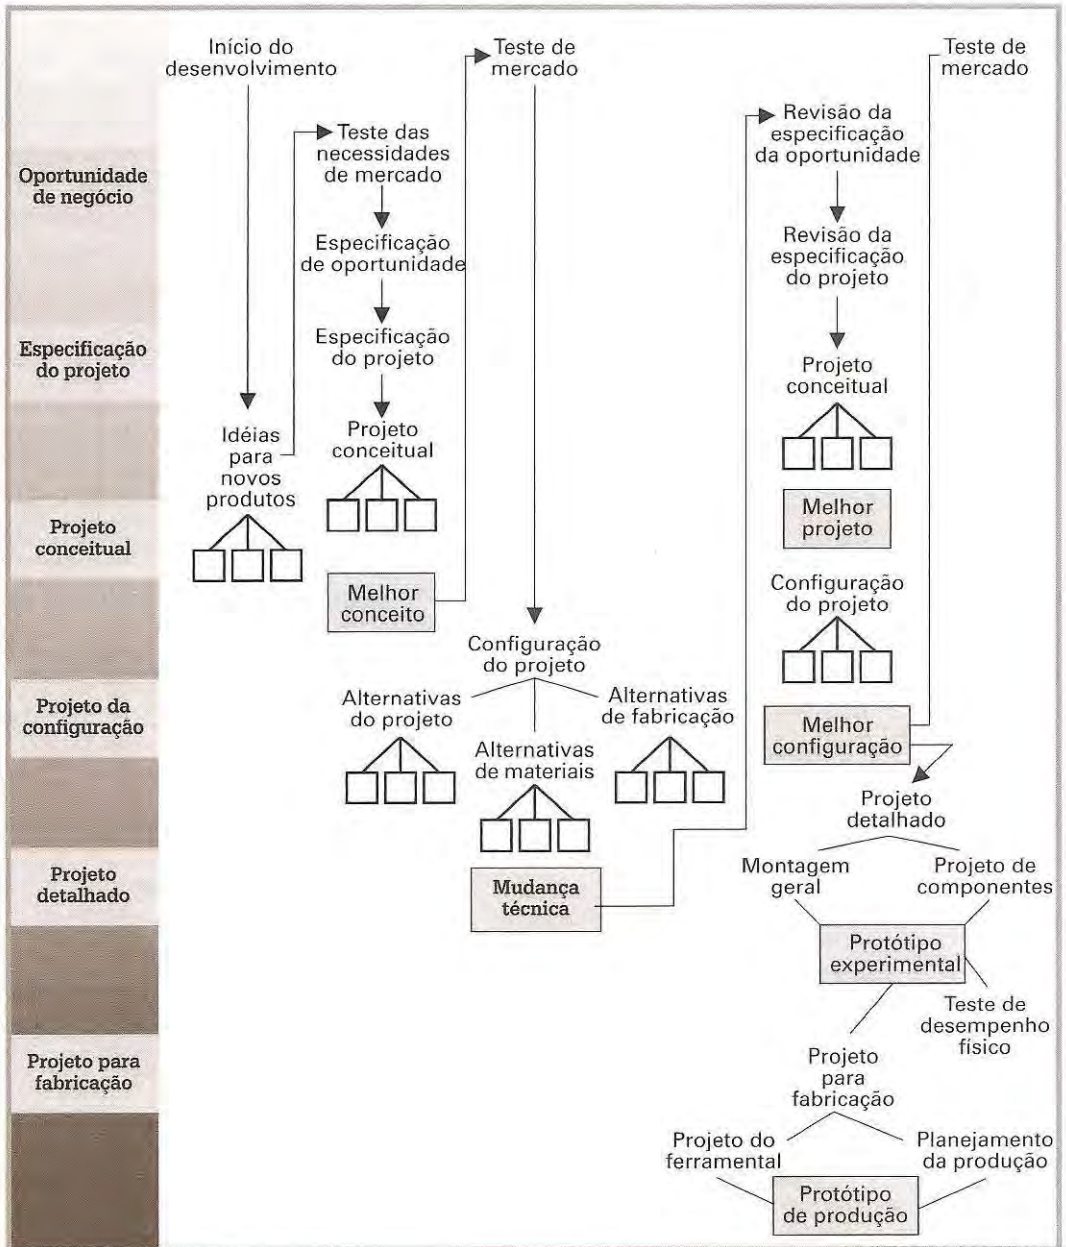 Oportunidade
de negócio
Especificação
do projeto
Projeto
conceitual
Projeto da
configuração
Projeto
detalhado
Projeto para
fabricação
Início do
desenvolvimento
Idéias
para
novos
produtos
Teste das
necessidades
de mercado
Especificação
de oportunidade
Especificação
do projeto
Projeto
conceitual
Melhor
conceito
Teste de
mercado
Configuração
do projeto
Alternativas
do projeto
Alternativas
de materiais
Alternativas
de fabricação
Mudança
técnica
Revisão da
especificação
da oportunidade
Revisão da
especificação
do projeto
Projeto
conceitual
Melhor
projeto
Configuração
do projeto
Melhor
configuração
Teste de
mercado
Projeto
detalhado
Montagem
geral
Projeto de
componentes
Protótipo
experimental
Teste de
desempenho
físico
Projeto
para
fabricação
Projeto do
ferramental
Planejamento
da produção
Protótipo
de produção